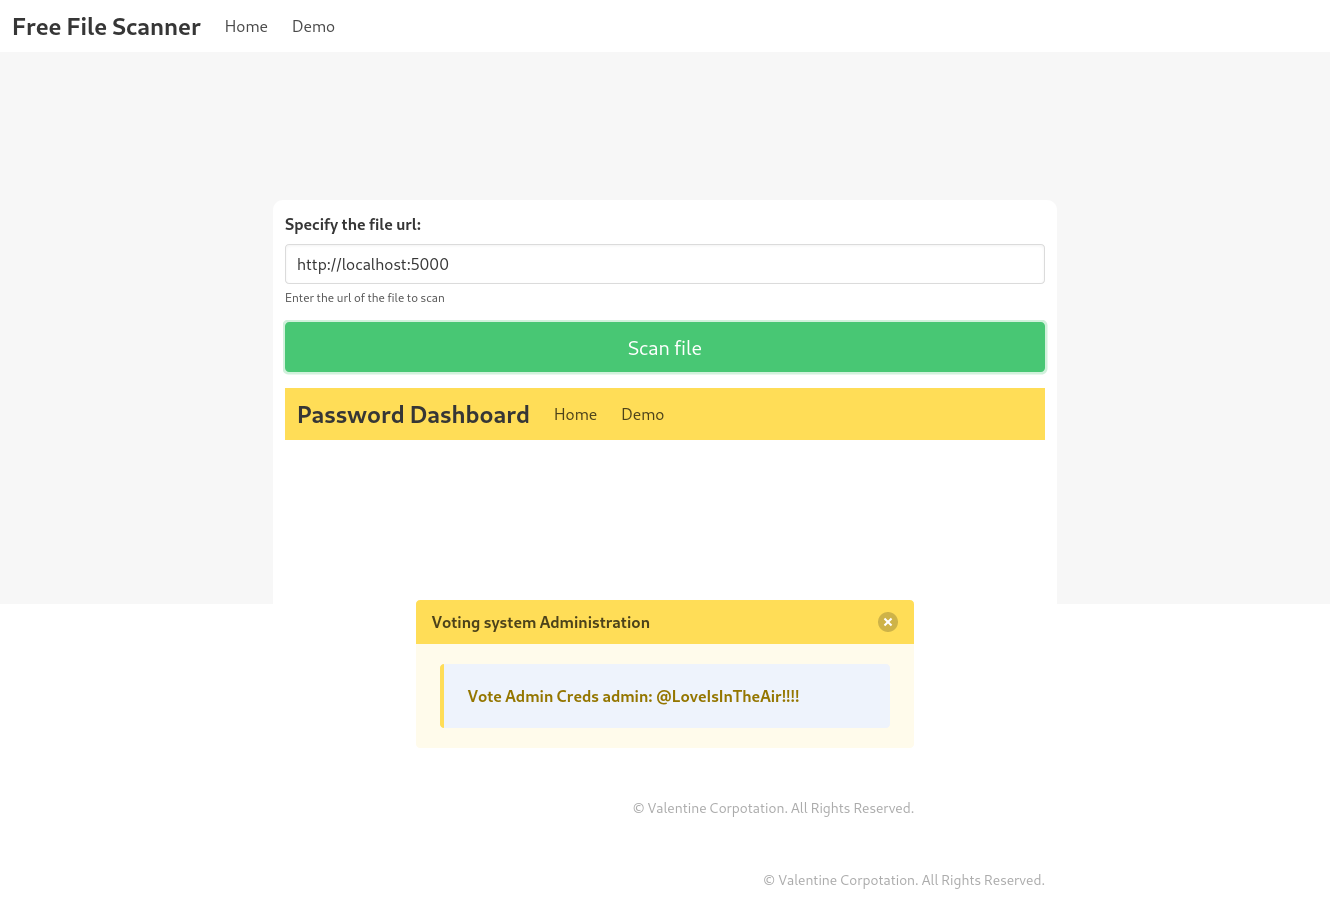 Free File Scanner Home Demo
Specify the file url:
http://localhost:5000
Enter the url of the file to scan
Scan file
Password Dashboard Home Demo
Voting system Administration
Vote Admin Creds admin: @LoveIsInTheAir!!!!
© Valentine Corpotation. All Rights Reserved.
© Valentine Corpotation. All Rights Reserved.